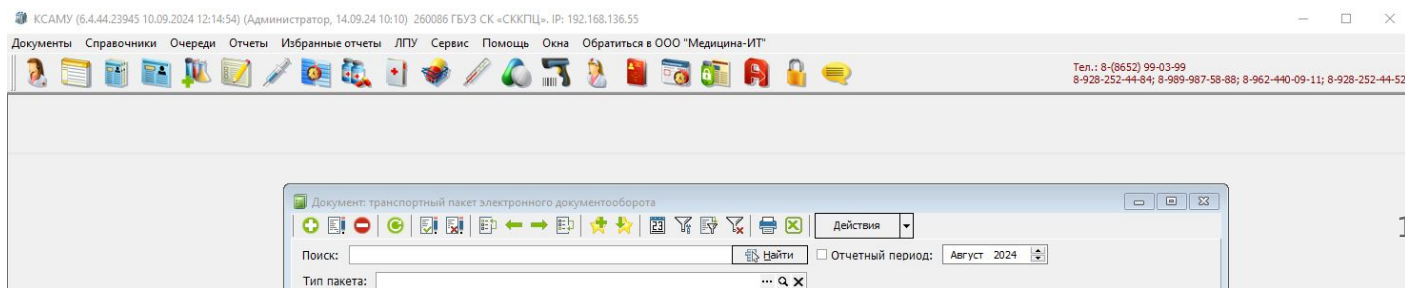 КСАМУ (6.4.44.23945 10.09.2024 12:14:54) (Администратор, 14.09.24 10:10) 260086 ГБУЗ СК «СККПЦ». IP: 192.168.136.55
Документы Справочники Очереди Отчеты Избранные отчеты ЛПУ Сервис Помощь Окна Обратиться в ООО "Медицина-ИТ"
Тел.: 8-(8652) 99-03-99
8-928-252-44-84; 8-989-987-58-88; 8-962-440-09-11; 8-928-252-44-52
Документ: транспортный пакет электронного документооборота
23 Действия
Поиск: Найти Отчетный период: Август 2024
Тип пакета: ...